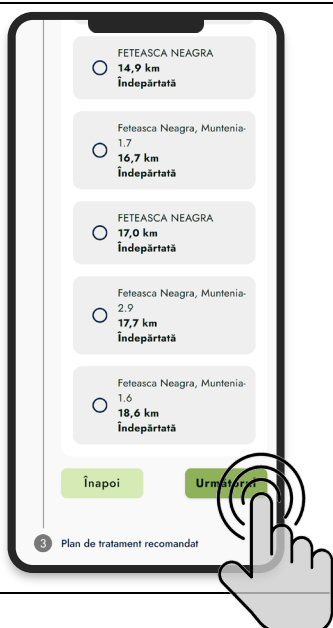 FETEASCA NEAGRA
14,9 km
Îndepărtată
Feteasca Neagra, Muntenia-
1.7
16,7 km
Îndepărtată
FETEASCA NEAGRA
17,0 km
Îndepărtată
Feteasca Neagra, Muntenia-
2.9
17,7 km
Îndepărtată
Feteasca Neagra, Muntenia-
1.6
18,6 km
Îndepărtată
Înapoi
Următorul
3 Plan de tratament recomandat